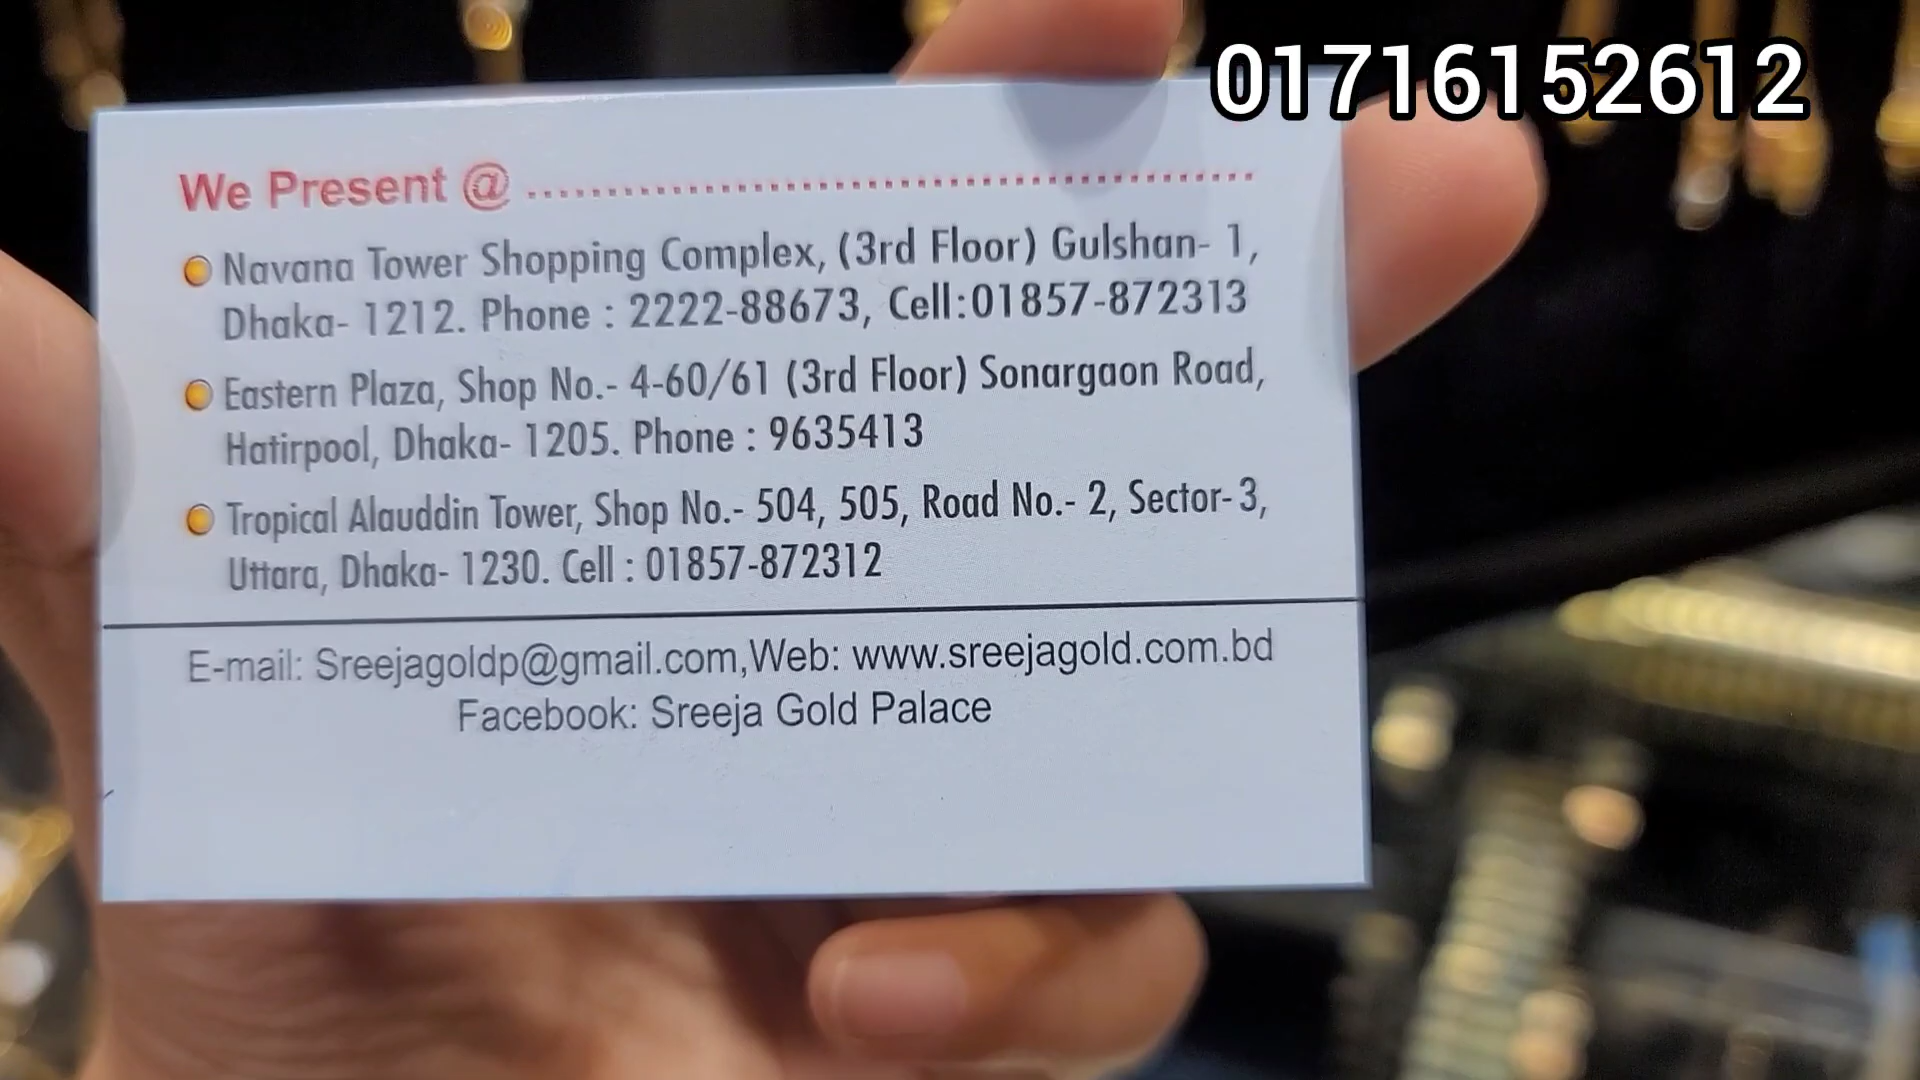 01716152612
We Present @ ................................................
Navana Tower Shopping Complex, (3rd Floor) Gulshan- 1,
Dhaka- 1212. Phone : 2222-88673, Cell:01857-872313
Eastern Plaza, Shop No.- 4-60/61 (3rd Floor) Sonargaon Road,
Hatirpool, Dhaka- 1205. Phone : 9635413
Tropical Alauddin Tower, Shop No.- 504, 505, Road No.- 2, Sector-3,
Uttara, Dhaka- 1230. Cell : 01857-872312
E-mail: Sreejagoldp@gmail.com,Web: www.sreejagold.com.bd
Facebook: Sreeja Gold Palace